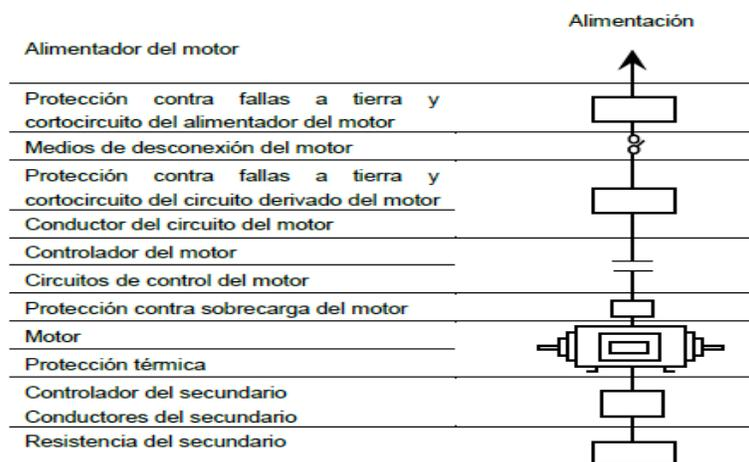 Alimentación
Alimentador del motor
Protección contra fallas a tierra y
cortocircuito del alimentador del motor
Medios de desconexión del motor
Protección contra fallas a tierra y
cortocircuito del circuito derivado del motor
Conductor del circuito del motor
Controlador del motor
Circuitos de control del motor
Protección contra sobrecarga del motor
Motor
Protección térmica
Controlador del secundario
Conductores del secundario
Resistencia del secundario